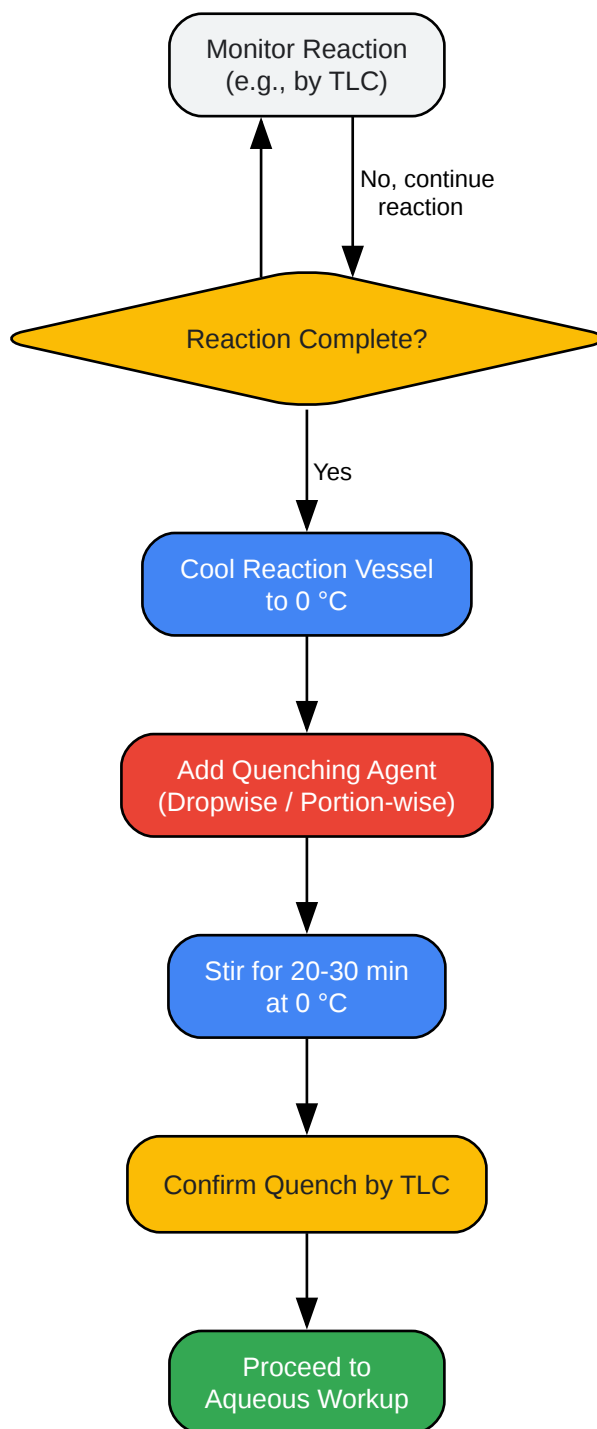 Monitor Reaction
(e.g., by TLC)
No, continue
reaction
Reaction Complete?
Yes
Cool Reaction Vessel
to 0 °C
Add Quenching Agent
(Dropwise / Portion-wise)
Stir for 20-30 min
at 0 °C
Confirm Quench by TLC
Proceed to
Aqueous Workup